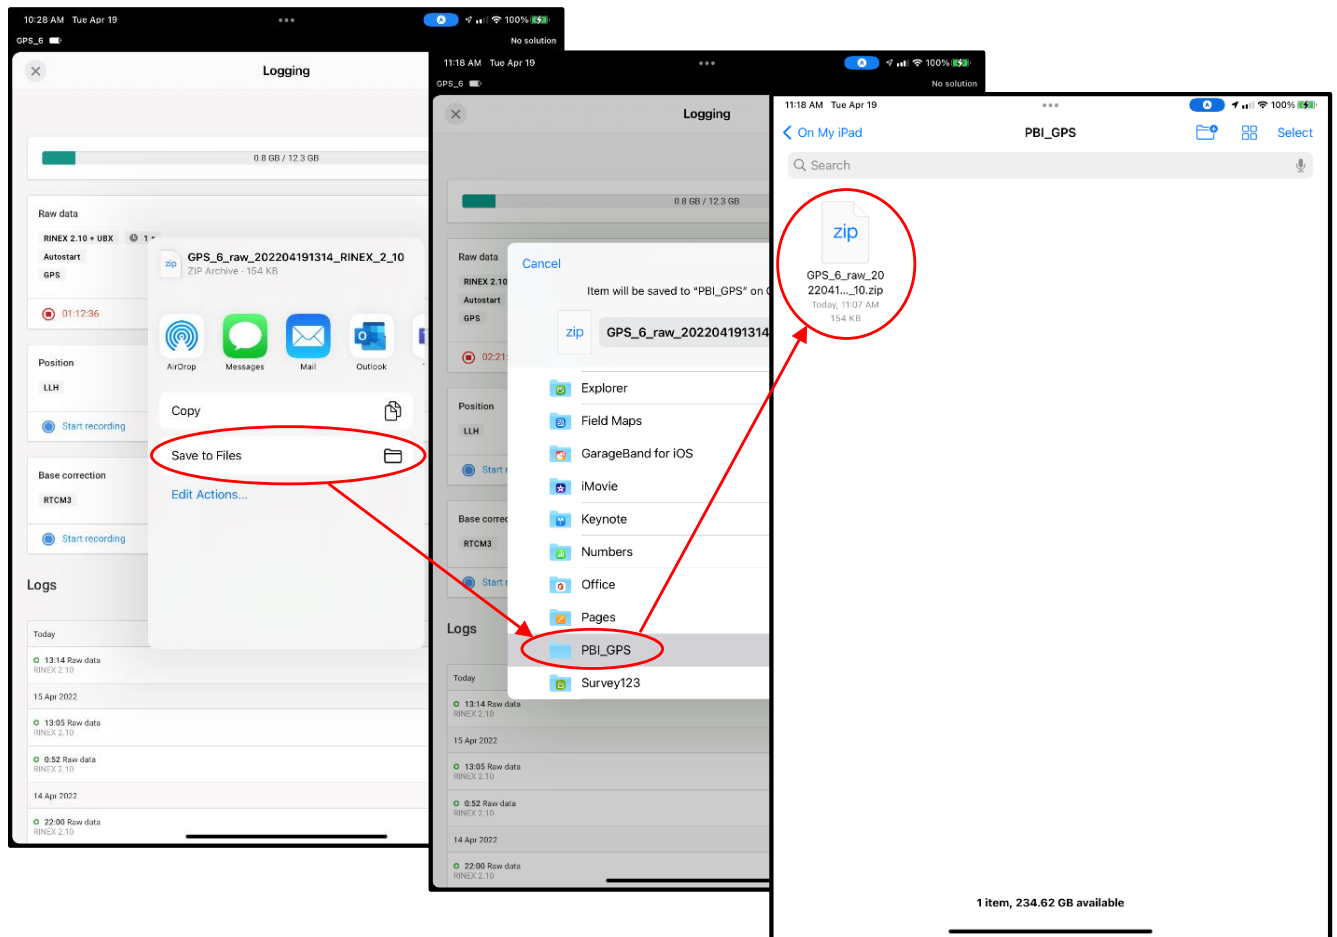 10:28 AM Tue Apr 19
100%
GPS_6
No solution
Logging
0.8 GB / 12.3 GB
Raw data
RINEX 2.10 + UBX
1
Autostart
GPS
01:12:36
Position
LLH
Start recording
Base correction
RTCM3
Start recording
Logs
Today
13:14 Raw data
RINEX 2.10
15 Apr 2022
13:05 Raw data
RINEX 2.10
0:52 Raw data
RINEX 2.10
14 Apr 2022
22:00 Raw data
RINEX 2.10
zip
GPS_6_raw_202204191314_RINEX_2_10
ZIP Archive · 154 KB
AirDrop
Messages
Mail
Outlook
Copy
Save to Files
Edit Actions...
11:18 AM Tue Apr 19
100%
GPS_6
No solution
Logging
0.8 GB / 12.3 GB
Raw data
RINEX 2.10
Autostart
GPS
02:21:
Position
LLH
Start r
Base correc
RTCM3
Start r
Logs
Today
13:14 Raw data
RINEX 2.10
15 Apr 2022
13:05 Raw data
RINEX 2.10
0:52 Raw data
RINEX 2.10
14 Apr 2022
22:00 Raw data
RINEX 2.10
Cancel
Item will be saved to “PBI_GPS” on
zip
GPS_6_raw_202204191314
Explorer
Field Maps
GarageBand for iOS
iMovie
Keynote
Numbers
Office
Pages
PBI_GPS
Survey123
11:18 AM Tue Apr 19
100%
On My iPad
PBI_GPS
Select
Search
zip
GPS_6_raw_20
22041..._10.zip
Today, 11:07 AM
154 KB
1 item, 234.62 GB available